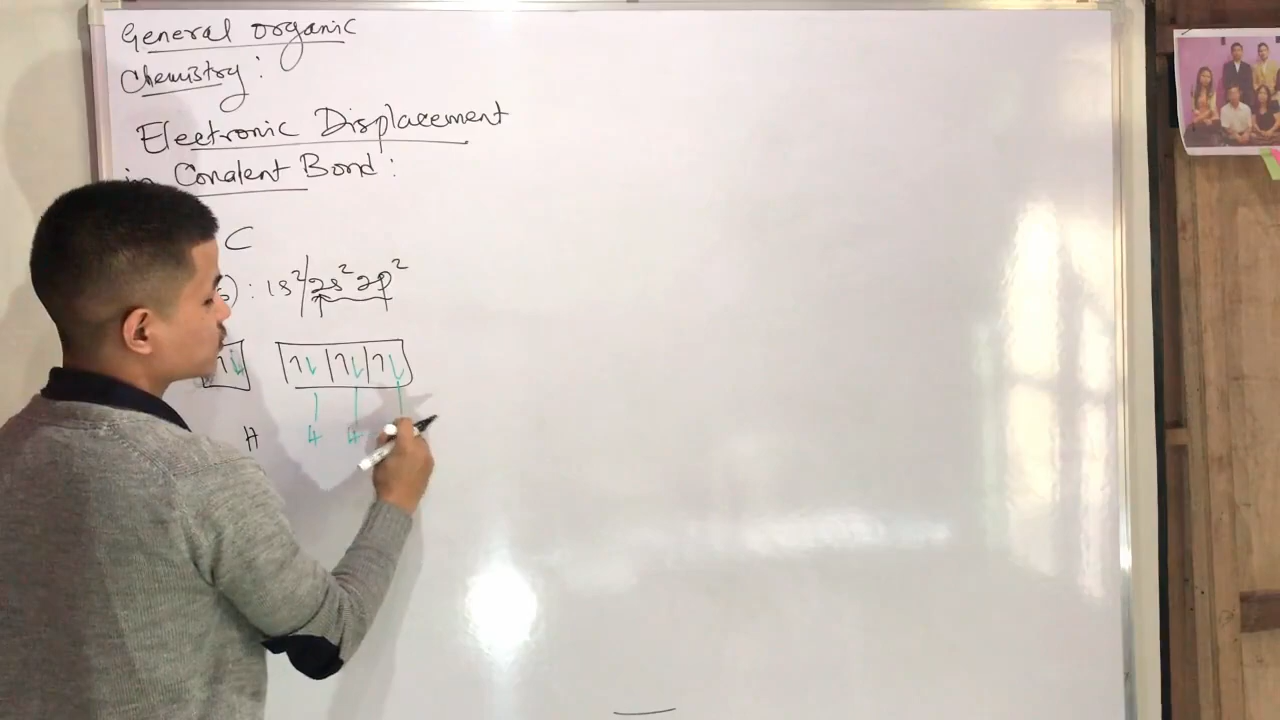 General organic
Chemistry :
Electronic Displacement
in Covalent Bond :
C
) : 1s² 2s² 2p²
H H H